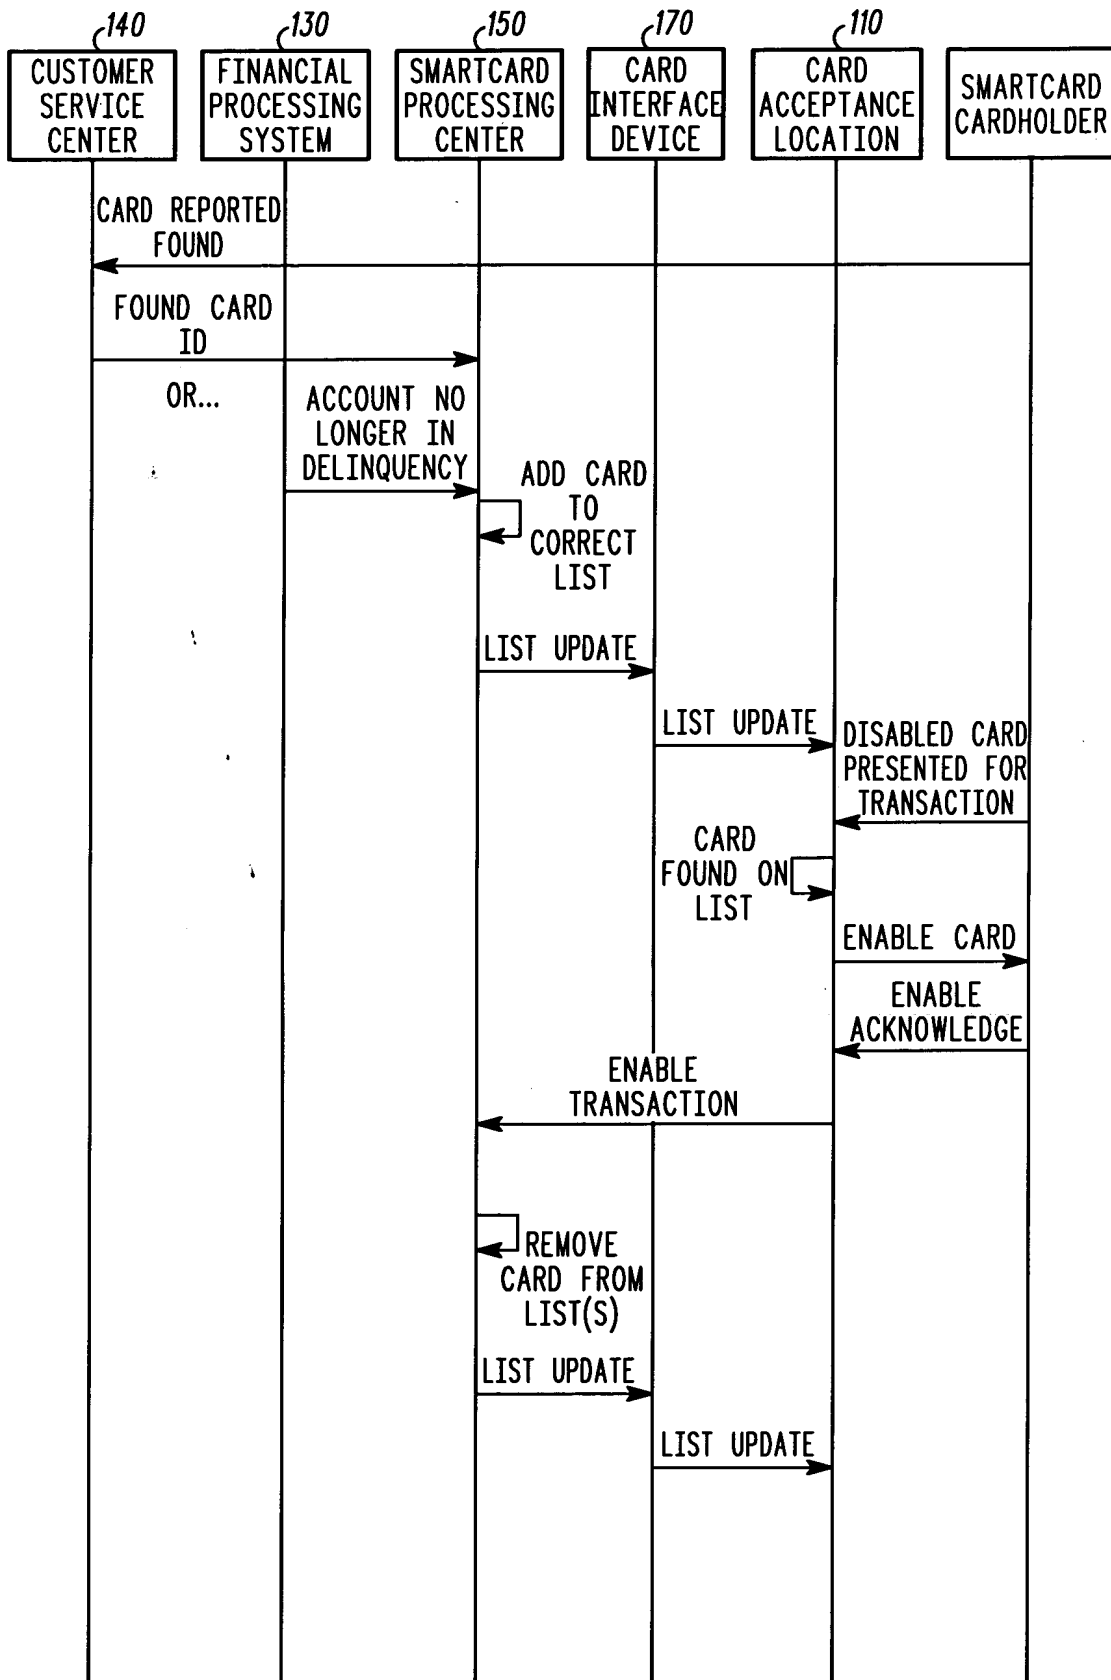 140
130
150
170
110
CUSTOMER
SERVICE
CENTER
FINANCIAL
PROCESSING
SYSTEM
SMARTCARD
PROCESSING
CENTER
CARD
INTERFACE
DEVICE
CARD
ACCEPTANCE
LOCATION
SMARTCARD
CARDHOLDER
CARD REPORTED
FOUND
FOUND CARD
ID
OR...
ACCOUNT NO
LONGER IN
DELINQUENCY
ADD CARD
TO
CORRECT
LIST
LIST UPDATE
LIST UPDATE
DISABLED CARD
PRESENTED FOR
TRANSACTION
CARD
FOUND ON
LIST
ENABLE CARD
ENABLE
ACKNOWLEDGE
ENABLE
TRANSACTION
REMOVE
CARD FROM
LIST(S)
LIST UPDATE
LIST UPDATE